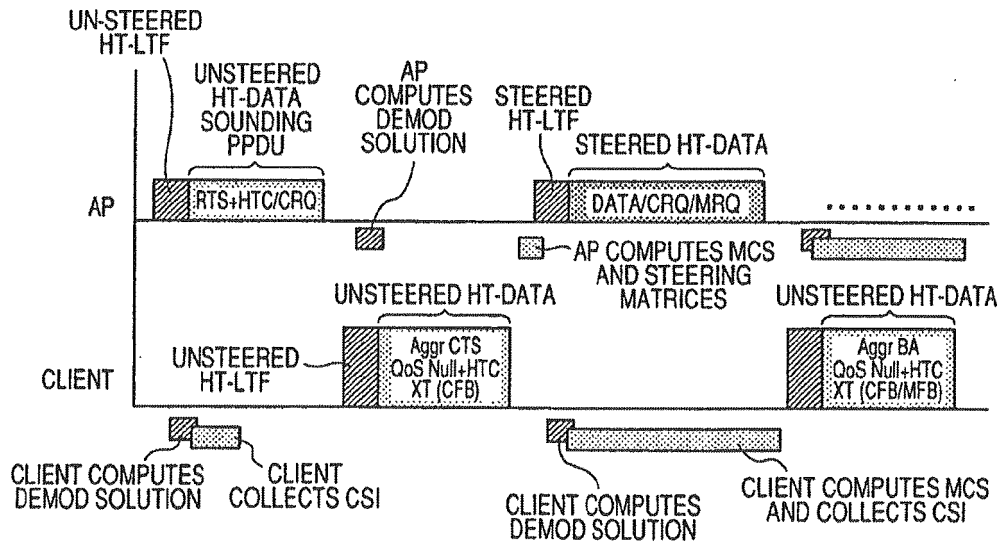 UN-STEERED
HT-LTF
UNSTEERED
HT-DATA
SOUNDING
PPDU
AP
COMPUTES
DEMOD
SOLUTION
STEERED
HT-LTF
STEERED HT-DATA
AP
RTS+HTC/CRQ
DATA/CRQ/MRQ
AP COMPUTES MCS
AND STEERING
MATRICES
UNSTEERED HT-DATA
UNSTEERED HT-DATA
CLIENT
UNSTEERED
HT-LTF
Aggr CTS
QoS Null+HTC
XT (CFB)
Aggr BA
QoS Null+HTC
XT (CFB/MFB)
CLIENT COMPUTES
DEMOD SOLUTION
CLIENT
COLLECTS CSI
CLIENT COMPUTES
DEMOD SOLUTION
CLIENT COMPUTES MCS
AND COLLECTS CSI